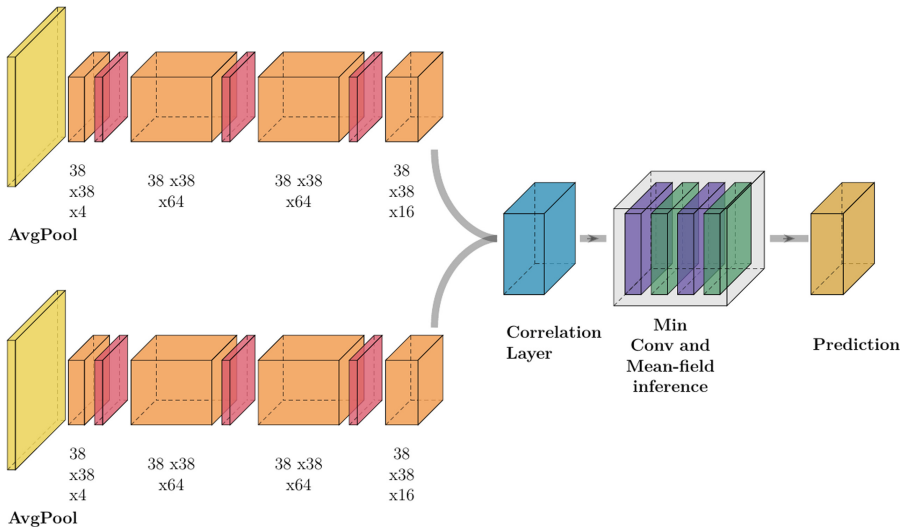 38
x38
x4
38 x38
x64
38 x38
x64
38
x38
x16
AvgPool
Correlation
Layer
Min
Conv and
Mean-field
inference
Prediction
38
x38
x4
38 x38
x64
38 x38
x64
38
x38
x16
AvgPool